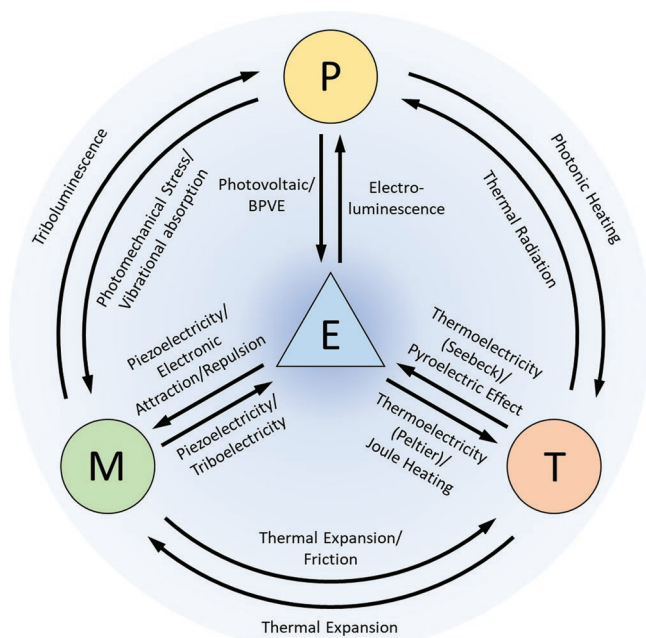 P
Triboluminescence
Photomechanical Stress/
Vibrational absorption
Photovoltaic/
BPVE
Electro-
luminescence
Thermal Radiation
Photonic Heating
E
Piezoelectricity/
Electronic
Attraction/Repulsion
Piezoelectricity/
Triboelectricity
Thermoelectricity
(Seebeck)/
Pyroelectric Effect
Thermoelectricity
(Peltier)/
Joule Heating
M
T
Thermal Expansion/
Friction
Thermal Expansion